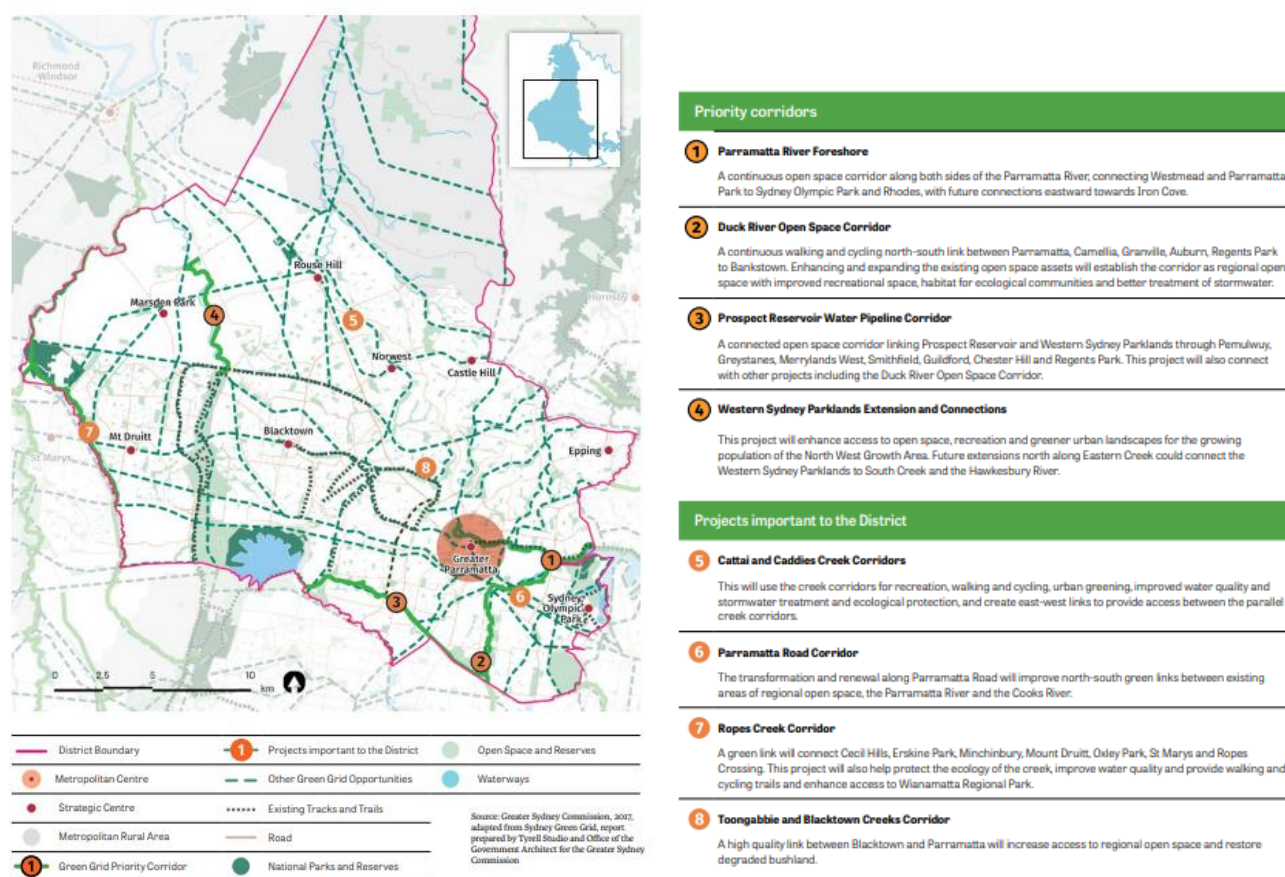 Richmond
-Windsor
Rouse Hill
Hornsby
Marsden Park
4
5
Norwest
Castle Hill
7
Mt Druitt
Blacktown
Epping
St Marys
8
Greater
Parramatta
1
6
3
Sydney
Olympic
Park
2
0 2.5 5 10
km
District Boundary
1 Projects important to the District
Open Space and Reserves
Metropolitan Centre
Other Green Grid Opportunities
Waterways
Strategic Centre
Existing Tracks and Trails
Metropolitan Rural Area
Road
1 Green Grid Priority Corridor
National Parks and Reserves
Source: Greater Sydney Commission, 2017,
adapted from Sydney Green Grid, report
prepared by Tyrell Studio and Office of the
Government Architect for the Greater Sydney
Commission
Priority corridors
1 Parramatta River Foreshore
A continuous open space corridor along both sides of the Parramatta River, connecting Westmead and Parramatta
Park to Sydney Olympic Park and Rhodes, with future connections eastward towards Iron Cove.
2 Duck River Open Space Corridor
A continuous walking and cycling north-south link between Parramatta, Camellia, Granville, Auburn, Regents Park
to Bankstown. Enhancing and expanding the existing open space assets will establish the corridor as regional open
space with improved recreational space, habitat for ecological communities and better treatment of stormwater.
3 Prospect Reservoir Water Pipeline Corridor
A connected open space corridor linking Prospect Reservoir and Western Sydney Parklands through Pemulwuy,
Greystanes, Merrylands West, Smithfield, Guildford, Chester Hill and Regents Park. This project will also connect
with other projects including the Duck River Open Space Corridor.
4 Western Sydney Parklands Extension and Connections
This project will enhance access to open space, recreation and greener urban landscapes for the growing
population of the North West Growth Area. Future extensions north along Eastern Creek could connect the
Western Sydney Parklands to South Creek and the Hawkesbury River.
Projects important to the District
5 Cattai and Caddies Creek Corridors
This will use the creek corridors for recreation, walking and cycling, urban greening, improved water quality and
stormwater treatment and ecological protection, and create east-west links to provide access between the parallel
creek corridors.
6 Parramatta Road Corridor
The transformation and renewal along Parramatta Road will improve north-south green links between existing
areas of regional open space, the Parramatta River and the Cooks River.
7 Ropes Creek Corridor
A green link will connect Cecil Hills, Erskine Park, Minchinbury, Mount Druitt, Oxley Park, St Marys and Ropes
Crossing. This project will also help protect the ecology of the creek, improve water quality and provide walking and
cycling trails and enhance access to Wianamatta Regional Park.
8 Toongabbie and Blacktown Creeks Corridor
A high quality link between Blacktown and Parramatta will increase access to regional open space and restore
degraded bushland.